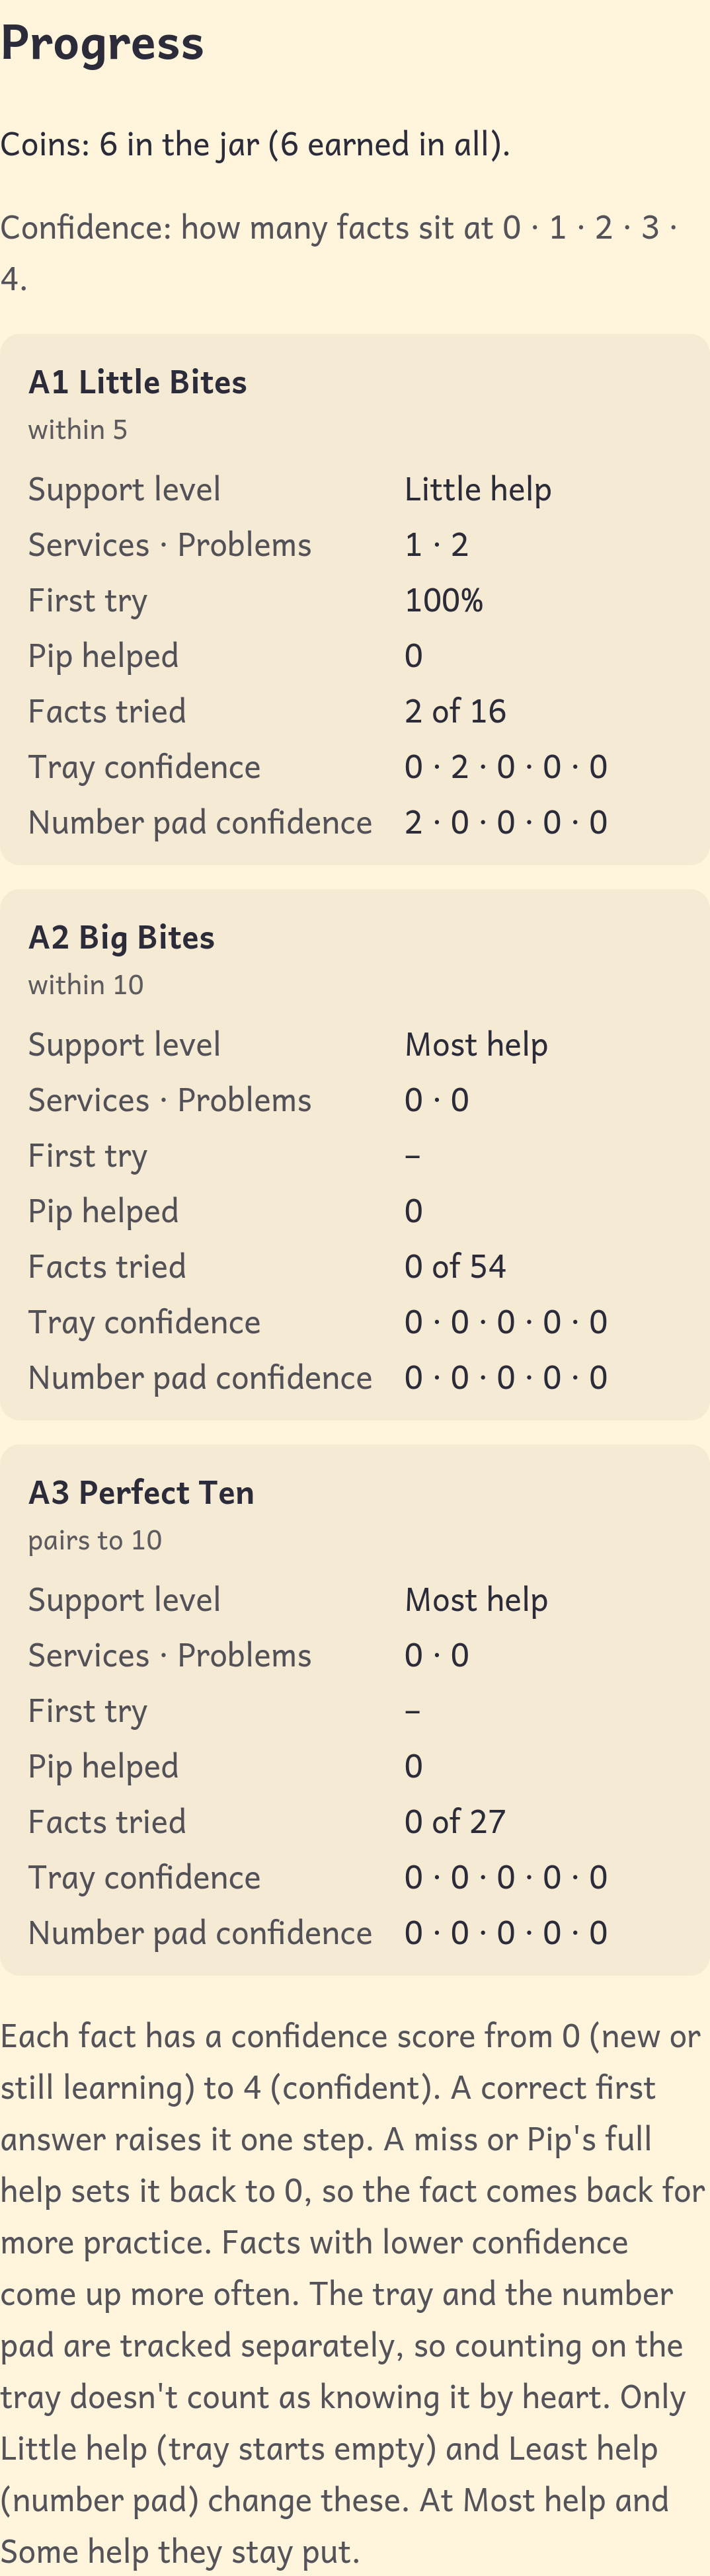 Progress
Coins: 6 in the jar (6 earned in all).
Confidence: how many facts sit at 0 · 1 · 2 · 3 ·
4.
A1 Little Bites
within 5
Support level Little help
Services · Problems 1 · 2
First try 100%
Pip helped 0
Facts tried 2 of 16
Tray confidence 0 · 2 · 0 · 0 · 0
Number pad confidence 2 · 0 · 0 · 0 · 0
A2 Big Bites
within 10
Support level Most help
Services · Problems 0 · 0
First try –
Pip helped 0
Facts tried 0 of 54
Tray confidence 0 · 0 · 0 · 0 · 0
Number pad confidence 0 · 0 · 0 · 0 · 0
A3 Perfect Ten
pairs to 10
Support level Most help
Services · Problems 0 · 0
First try –
Pip helped 0
Facts tried 0 of 27
Tray confidence 0 · 0 · 0 · 0 · 0
Number pad confidence 0 · 0 · 0 · 0 · 0
Each fact has a confidence score from 0 (new or
still learning) to 4 (confident). A correct first
answer raises it one step. A miss or Pip's full
help sets it back to 0, so the fact comes back for
more practice. Facts with lower confidence
come up more often. The tray and the number
pad are tracked separately, so counting on the
tray doesn't count as knowing it by heart. Only
Little help (tray starts empty) and Least help
(number pad) change these. At Most help and
Some help they stay put.